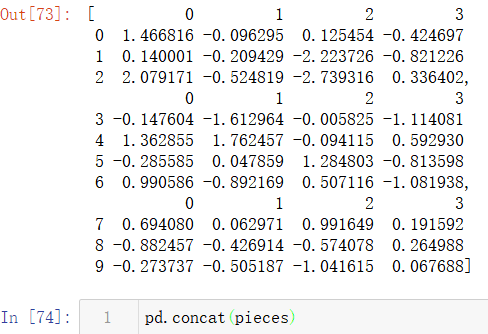 Out[73]: [          0         1         2         3
0  1.466816 -0.096295  0.125454 -0.424697
1  0.140001 -0.209429 -2.223726 -0.821226
2  2.079171 -0.524819 -2.739316  0.336402,
          0         1         2         3
3 -0.147604 -1.612964 -0.005825 -1.114081
4  1.362855  1.762457 -0.094115  0.592930
5 -0.285585  0.047859  1.284803 -0.813598
6  0.990586 -0.892169  0.507116 -1.081938,
          0         1         2         3
7  0.694080  0.062971  0.991649  0.191592
8 -0.882457 -0.426914 -0.574078  0.264988
9 -0.273737 -0.505187 -1.041615  0.067688]
In [74]: 1 pd.concat(pieces)